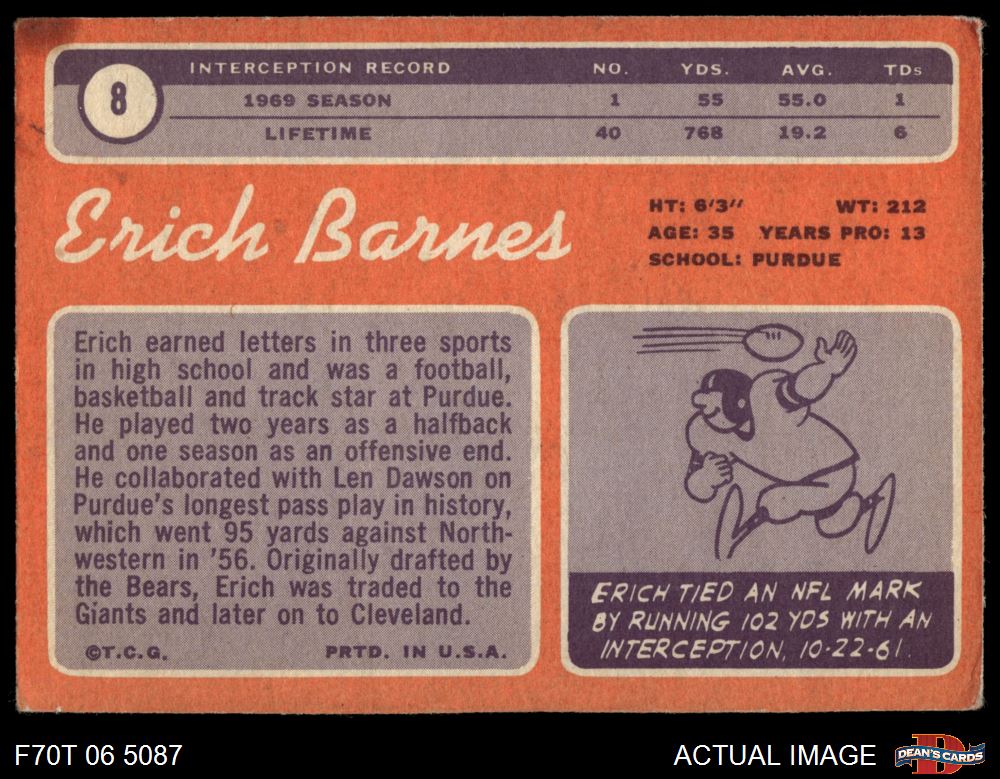 INTERCEPTION RECORD NO. YDS. AVG. TDs
8
1969 SEASON 1 55 55.0 1
LIFETIME 40 768 19.2 6
Erich Barnes
HT: 6'3" WT: 212
AGE: 35 YEARS PRO: 13
SCHOOL: PURDUE
Erich earned letters in three sports
in high school and was a football,
basketball and track star at Purdue.
He played two years as a halfback
and one season as an offensive end.
He collaborated with Len Dawson on
Purdue's longest pass play in history,
which went 95 yards against North-
western in '56. Originally drafted by
the Bears, Erich was traded to the
Giants and later on to Cleveland.
©T.C.G. PRTD. IN U.S.A.
ERICH TIED AN NFL MARK
BY RUNNING 102 YDS WITH AN
INTERCEPTION, 10-22-61.
F70T 06 5087
ACTUAL IMAGE
D
DEAN'S CARDS